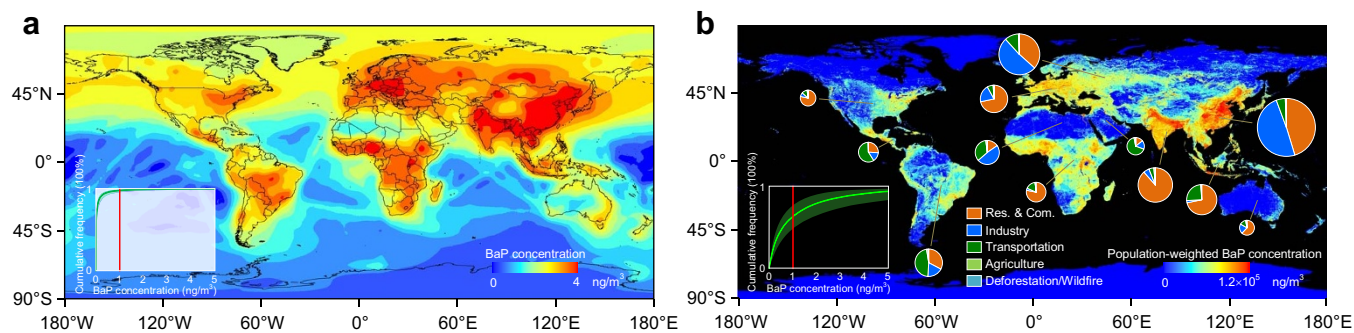 a
45°N
0°
45°S
90°S
180°W
120°W
60°W
0°
60°E
120°E
180°E
Cumulative frequency (100%)
1
0
0 1 2 3 4 5
BaP concentration (ng/m³)
BaP concentration
0 4 ng/m³
b
45°N
0°
45°S
90°S
180°W
120°W
60°W
0°
60°E
120°E
180°E
Cumulative frequency (100%)
1
0
0 1 2 3 4 5
BaP concentration (ng/m³)
Res. & Com.
Industry
Transportation
Agriculture
Deforestation/Wildfire
Population-weighted BaP concentration
0 1.2×10⁵ ng/m³